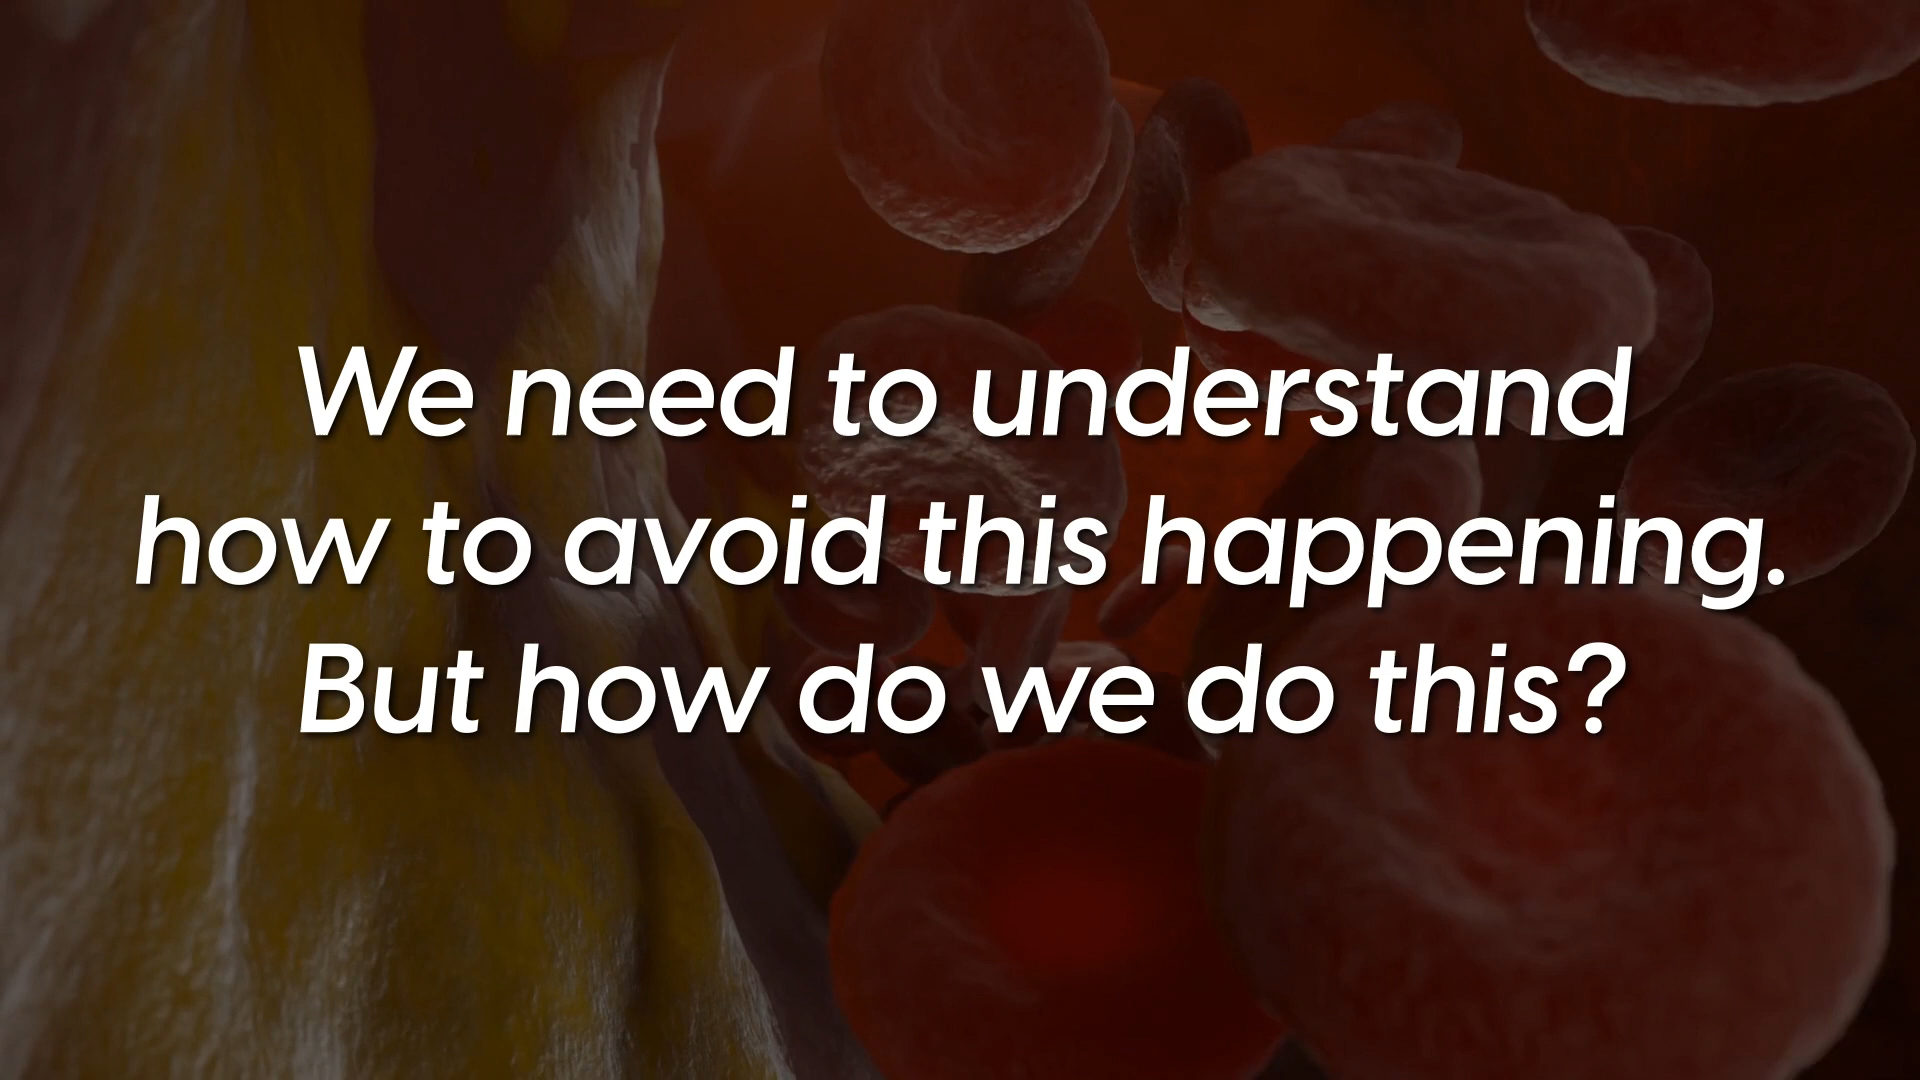 We need to understand
how to avoid this happening.
But how do we do this?